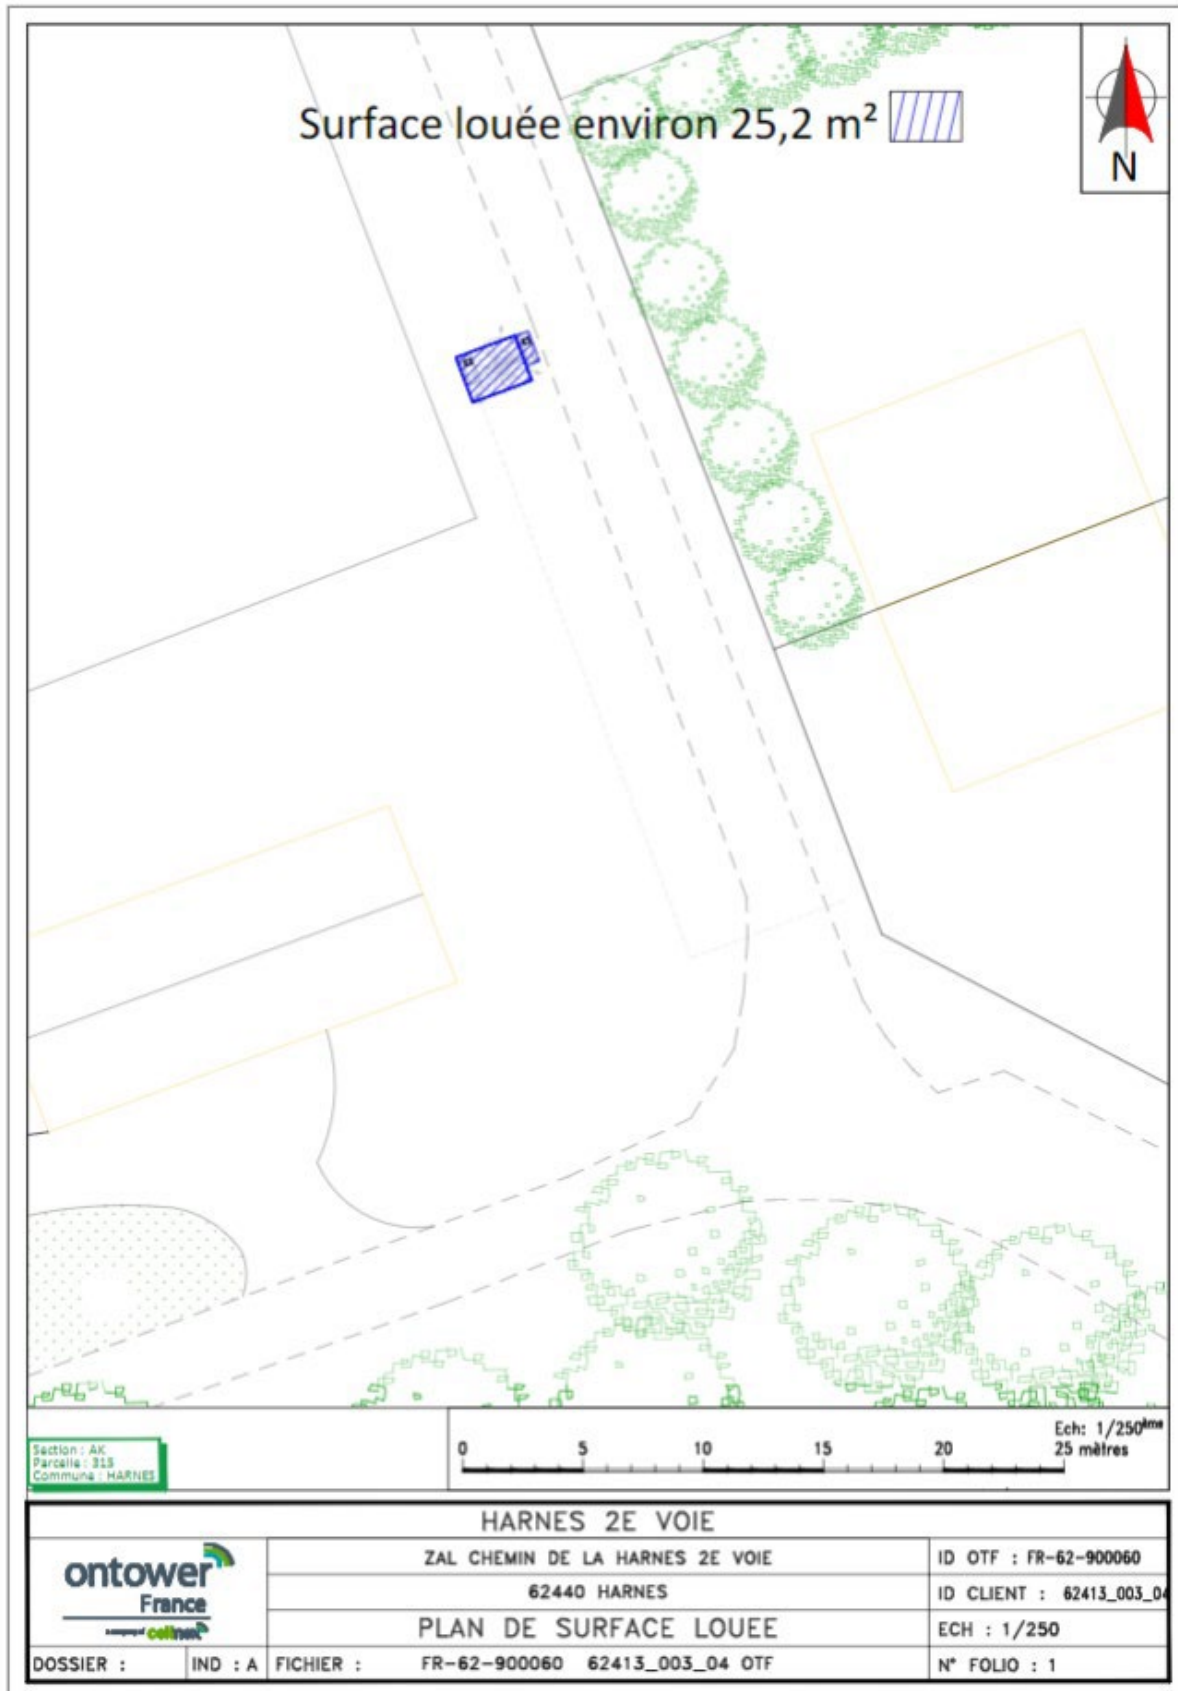 Surface louée environ 25,2 m²
N
Section : AK
Parcelle : 315
Commune : HARNES
Ech: 1/250ème
0 5 10 15 20 25 mètres
HARNES 2E VOIE
ontower
France
cellnex
ZAL CHEMIN DE LA HARNES 2E VOIE
62440 HARNES
PLAN DE SURFACE LOUEE
ID OTF : FR-62-900060
ID CLIENT : 62413_003_04
ECH : 1/250
DOSSIER :
IND : A
FICHIER : FR-62-900060 62413_003_04 OTF
N° FOLIO : 1